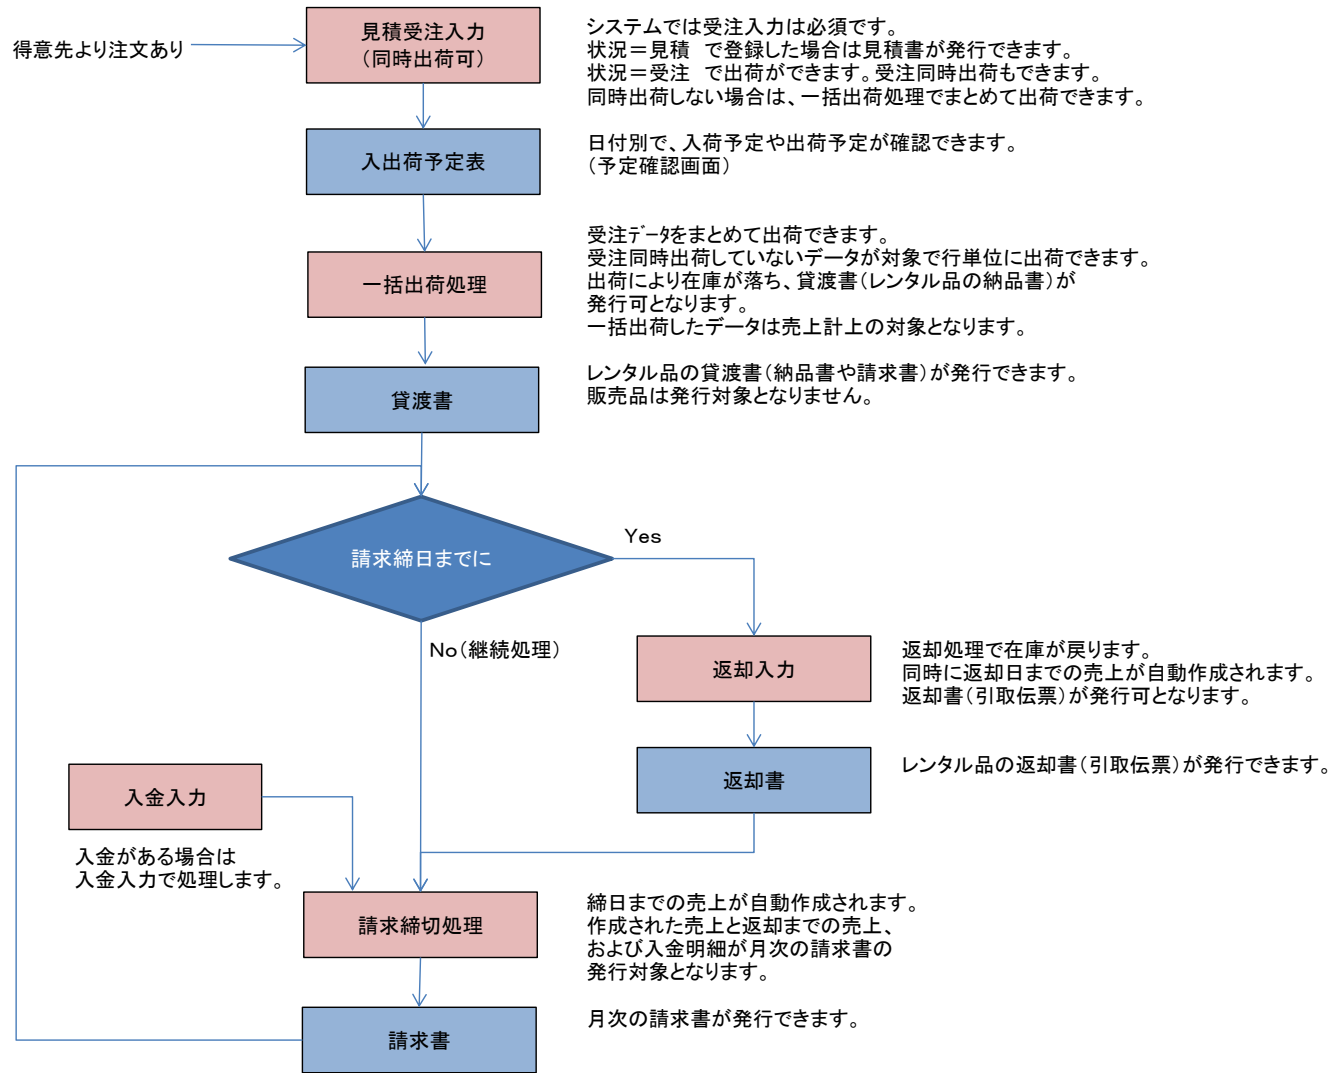 得意先より注文あり
見積受注入力
（同時出荷可）
システムでは受注入力は必須です。
状況＝見積　で登録した場合は見積書が発行できます。
状況＝受注　で出荷ができます。受注同時出荷もできます。
同時出荷しない場合は、一括出荷処理でまとめて出荷できます。
入出荷予定表
日付別で、入荷予定や出荷予定が確認できます。
（予定確認画面）
一括出荷処理
受注ﾃﾞｰﾀをまとめて出荷できます。
受注同時出荷していないデータが対象で行単位に出荷できます。
出荷により在庫が落ち、貸渡書（レンタル品の納品書）が
発行可となります。
一括出荷したデータは売上計上の対象となります。
貸渡書
レンタル品の貸渡書（納品書や請求書）が発行できます。
販売品は発行対象となりません。
請求締日までに
Yes
No（継続処理）
返却入力
返却処理で在庫が戻ります。
同時に返却日までの売上が自動作成されます。
返却書（引取伝票）が発行可となります。
返却書
レンタル品の返却書（引取伝票）が発行できます。
入金入力
入金がある場合は
入金入力で処理します。
請求締切処理
締日までの売上が自動作成されます。
作成された売上と返却までの売上、
および入金明細が月次の請求書の
発行対象となります。
請求書
月次の請求書が発行できます。